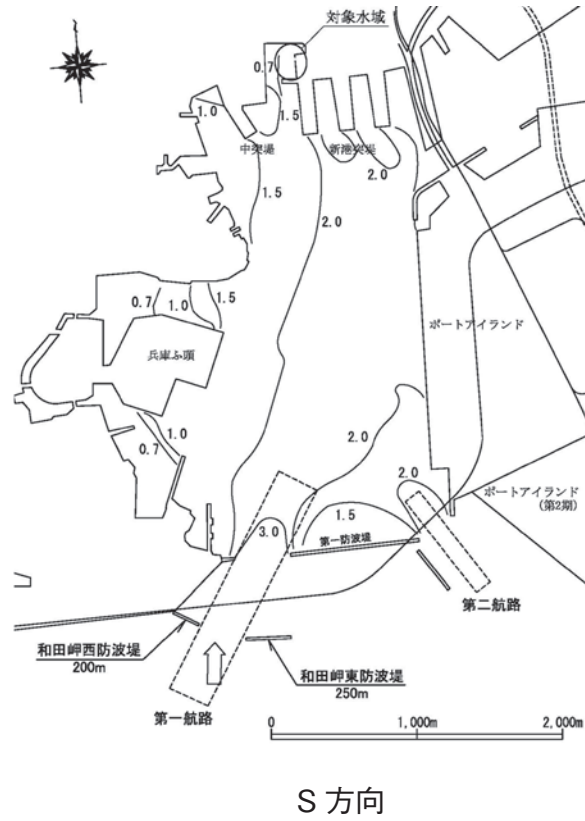 対象水域
0.7
1.0
1.5
中突堤
新港突堤
2.0
1.5
2.0
0.7
1.0
1.5
兵庫ふ頭
ポートアイランド
1.0
0.7
2.0
2.0
1.5
3.0
第一防波堤
ポートアイランド
(第2期)
第二航路
和田岬西防波堤
200m
和田岬東防波堤
250m
第一航路
0
1,000m
2,000m
S 方向